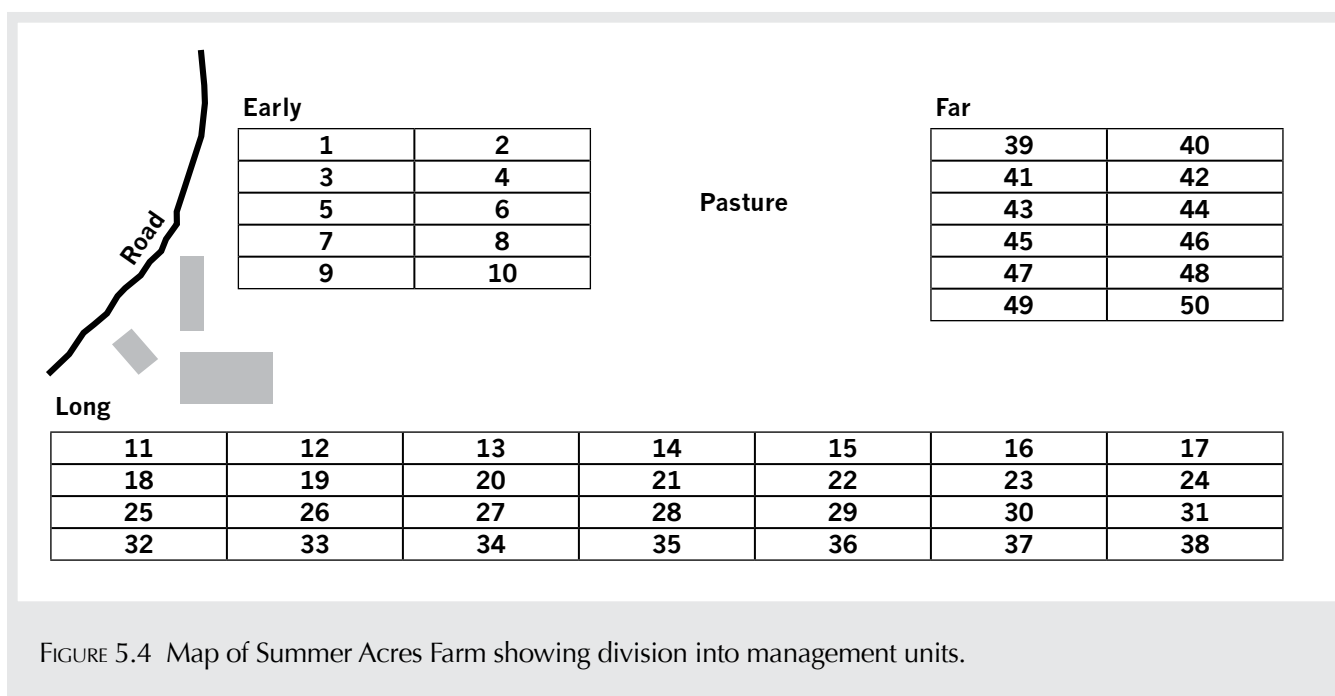 Early
1 2
3 4
5 6
7 8
9 10
Pasture
Far
39 40
41 42
43 44
45 46
47 48
49 50
Road
Long
11 12 13 14 15 16 17
18 19 20 21 22 23 24
25 26 27 28 29 30 31
32 33 34 35 36 37 38
FIGURE 5.4 Map of Summer Acres Farm showing division into management units.